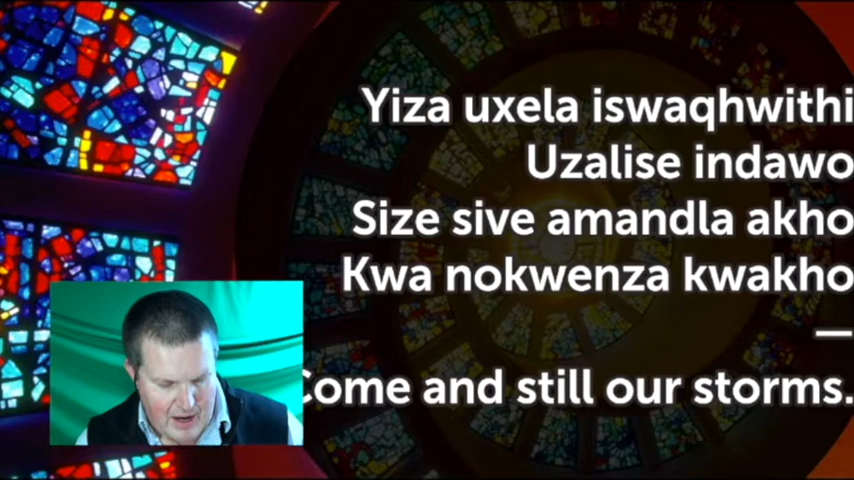 Yiza uxela iswaqhwithi
Uzalise indawo
Size sive amandla akho
Kwa nokwenza kwakho
—
Come and still our storms.